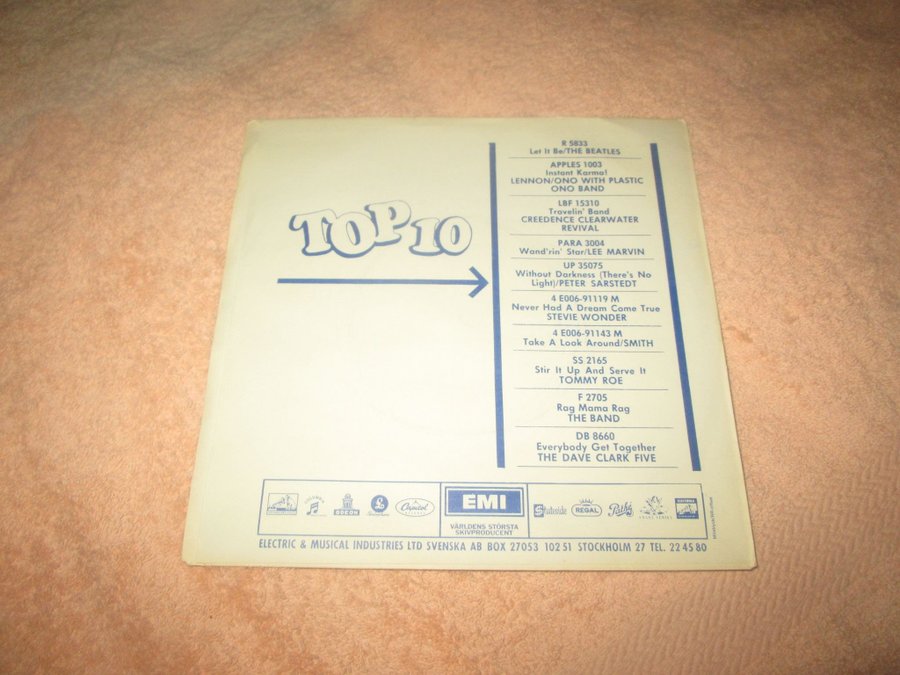 TOP 10
R 5833
Let It Be/THE BEATLES
APPLES 1003
Instant Karma!
LENNON/ONO WITH PLASTIC
ONO BAND
LBF 15310
Travelin' Band
CREEDENCE CLEARWATER
REVIVAL
PARA 3004
Wand'rin' Star/LEE MARVIN
UP 35075
Without Darkness (There's No
Light)/PETER SARSTEDT
4 E006-91119 M
Never Had A Dream Come True
STEVIE WONDER
4 E006-91143 M
Take A Look Around/SMITH
SS 2165
Stir It Up And Serve It
TOMMY ROE
F 2705
Rag Mama Rag
THE BAND
DB 8660
Everybody Get Together
THE DAVE CLARK FIVE
COLUMBIA
ODEON
Parlophone
Capitol
EMI
VÄRLDENS STÖRSTA
SKIVPRODUCENT
Stateside
REGAL
Pathé
ELECTRIC & MUSICAL INDUSTRIES LTD SVENSKA AB BOX 27053 102 51 STOCKHOLM 27 TEL. 22 45 80